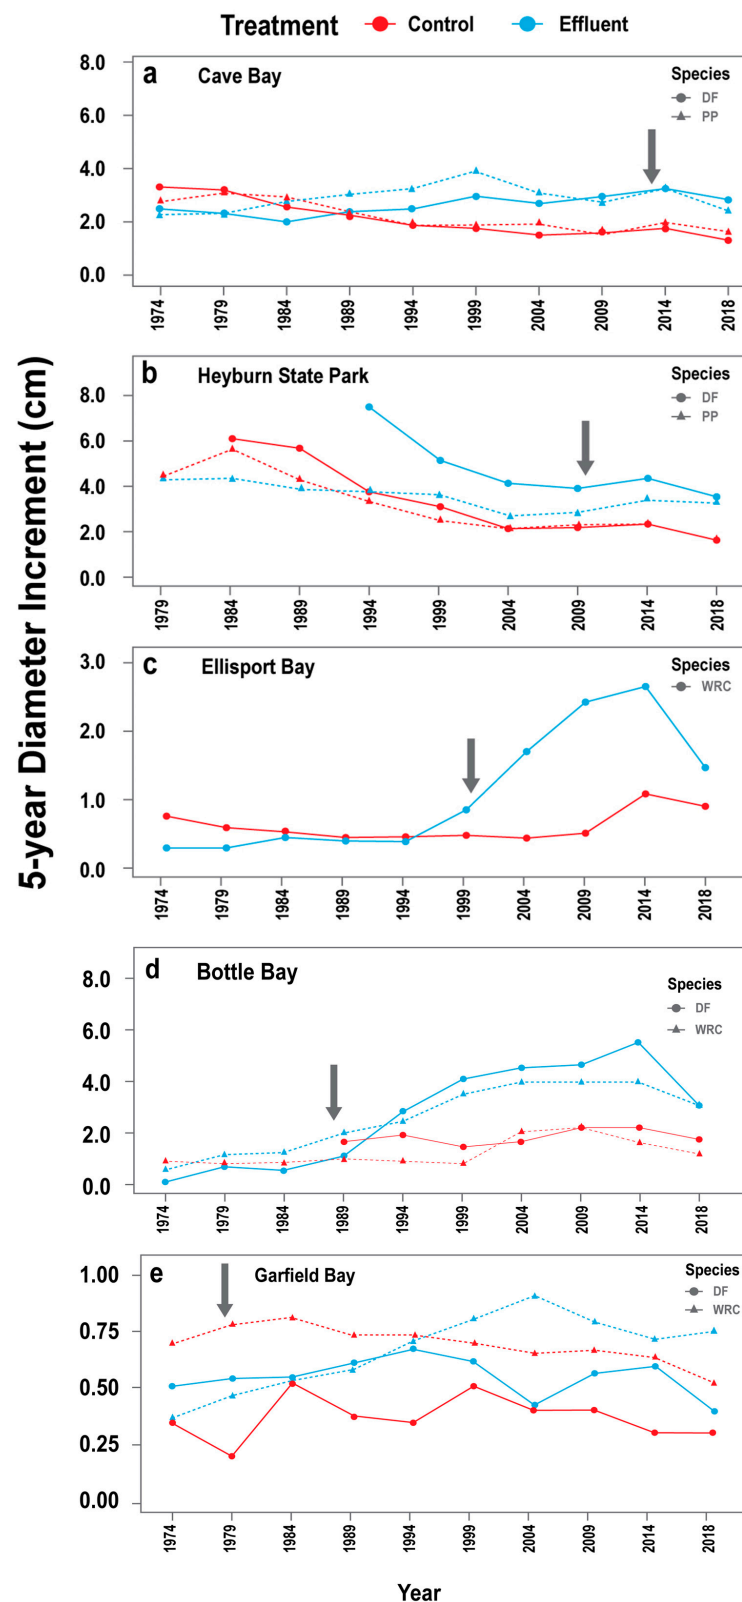 Treatment Control Effluent
a Cave Bay
Species
DF
PP
8.0
6.0
4.0
2.0
0.0
1974 1979 1984 1989 1994 1999 2004 2009 2014 2018
b Heyburn State Park
Species
DF
PP
8.0
6.0
4.0
2.0
0.0
1979 1984 1989 1994 1999 2004 2009 2014 2018
5-year Diameter Increment (cm)
c Ellisport Bay
Species
WRC
3.0
2.0
1.0
0.0
1974 1979 1984 1989 1994 1999 2004 2009 2014 2018
d Bottle Bay
Species
DF
WRC
8.0
6.0
4.0
2.0
0.0
1974 1979 1984 1989 1994 1999 2004 2009 2014 2018
e Garfield Bay
Species
DF
WRC
1.00
0.75
0.50
0.25
0.00
1974 1979 1984 1989 1994 1999 2004 2009 2014 2018
Year